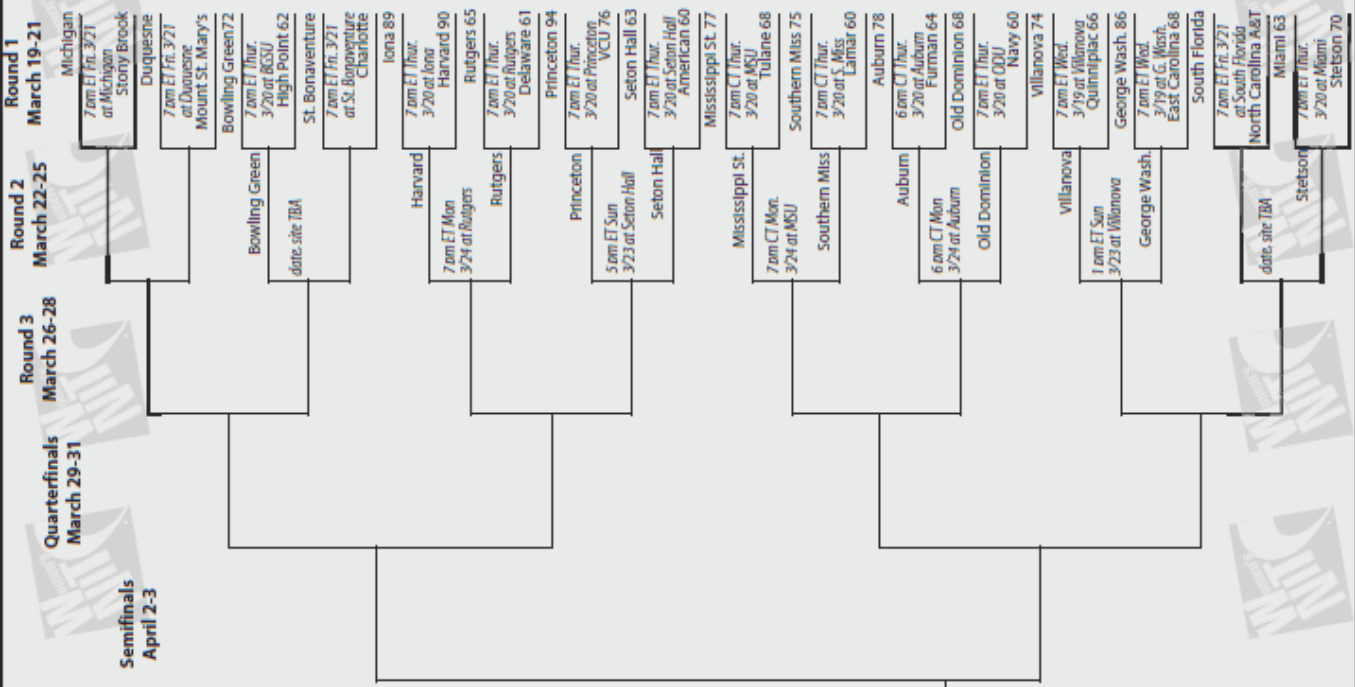 Round 1
March 19-21
Michigan
7 pm ET Fri. 3/21
at Michigan
Stony Brook
Duquesne
7 pm ET Fri. 3/21
at Duquesne
Mount St. Mary's
Bowling Green72
7 pm ET Thur.
3/20 at BGSU
High Point 62
St. Bonaventure
7 pm ET Fri. 3/21
at St. Bonaventure
Charlotte
Iona 89
7 pm ET Thur.
3/20 at Iona
Harvard 90
Rutgers 65
7 pm ET Thur.
3/20 at Rutgers
Delaware 61
Princeton 94
7 pm ET Thur.
3/20 at Princeton
VCU 76
Seton Hall 63
7 pm ET Thur.
3/20 at Seton Hall
American 60
Mississippi St. 77
7 pm CT Thur.
3/20 at MSU
Tulane 68
Southern Miss 75
7 pm CT Thur.
3/20 at S. Miss
Lamar 60
Auburn 78
6 pm CT Thur.
3/20 at Auburn
Furman 64
Old Dominion 68
7 pm ET Thur.
3/20 at ODU
Navy 60
Villanova 74
7 pm ET Wed.
3/19 at Villanova
Quinnipiac 66
George Wash. 86
7 pm ET Wed.
3/19 at G. Wash.
East Carolina 68
South Florida
7 pm ET Fri. 3/21
at South Florida
North Carolina A&T
Miami 63
7 pm ET Thur.
3/20 at Miami
Stetson 70
Round 2
March 22-25
Bowling Green
date, site TBA
Harvard
7 pm ET Mon
3/24 at Rutgers
Rutgers
Princeton
5 pm ET Sun
3/23 at Seton Hall
Seton Hall
Mississippi St.
7 pm CT Mon.
3/24 at MSU
Southern Miss
Auburn
6 pm CT Mon
3/24 at Auburn
Old Dominion
Villanova
1 pm ET Sun
3/23 at Villanova
George Wash.
date, site TBA
Stetson
Round 3
March 26-28
Quarterfinals
March 29-31
Semifinals
April 2-3
WNIT
WNIT
WNIT
WNIT
WNIT
WNIT